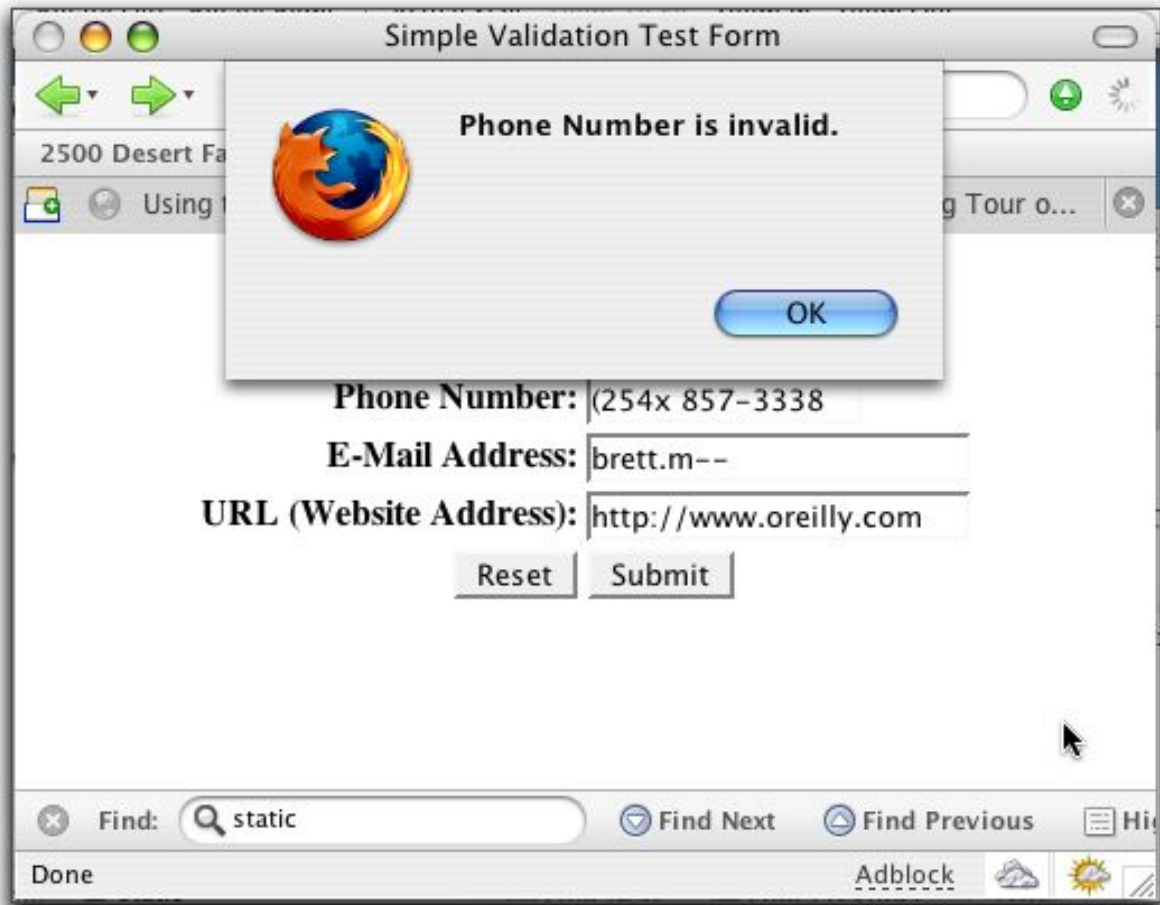 Simple Validation Test Form
Phone Number is invalid.
2500 Desert Fa
Using g Tour o...
OK
Phone Number: (254x 857-3338
E-Mail Address: brett.m--
URL (Website Address): http://www.oreilly.com
Reset Submit
Find: static Find Next Find Previous Hi
Done Adblock